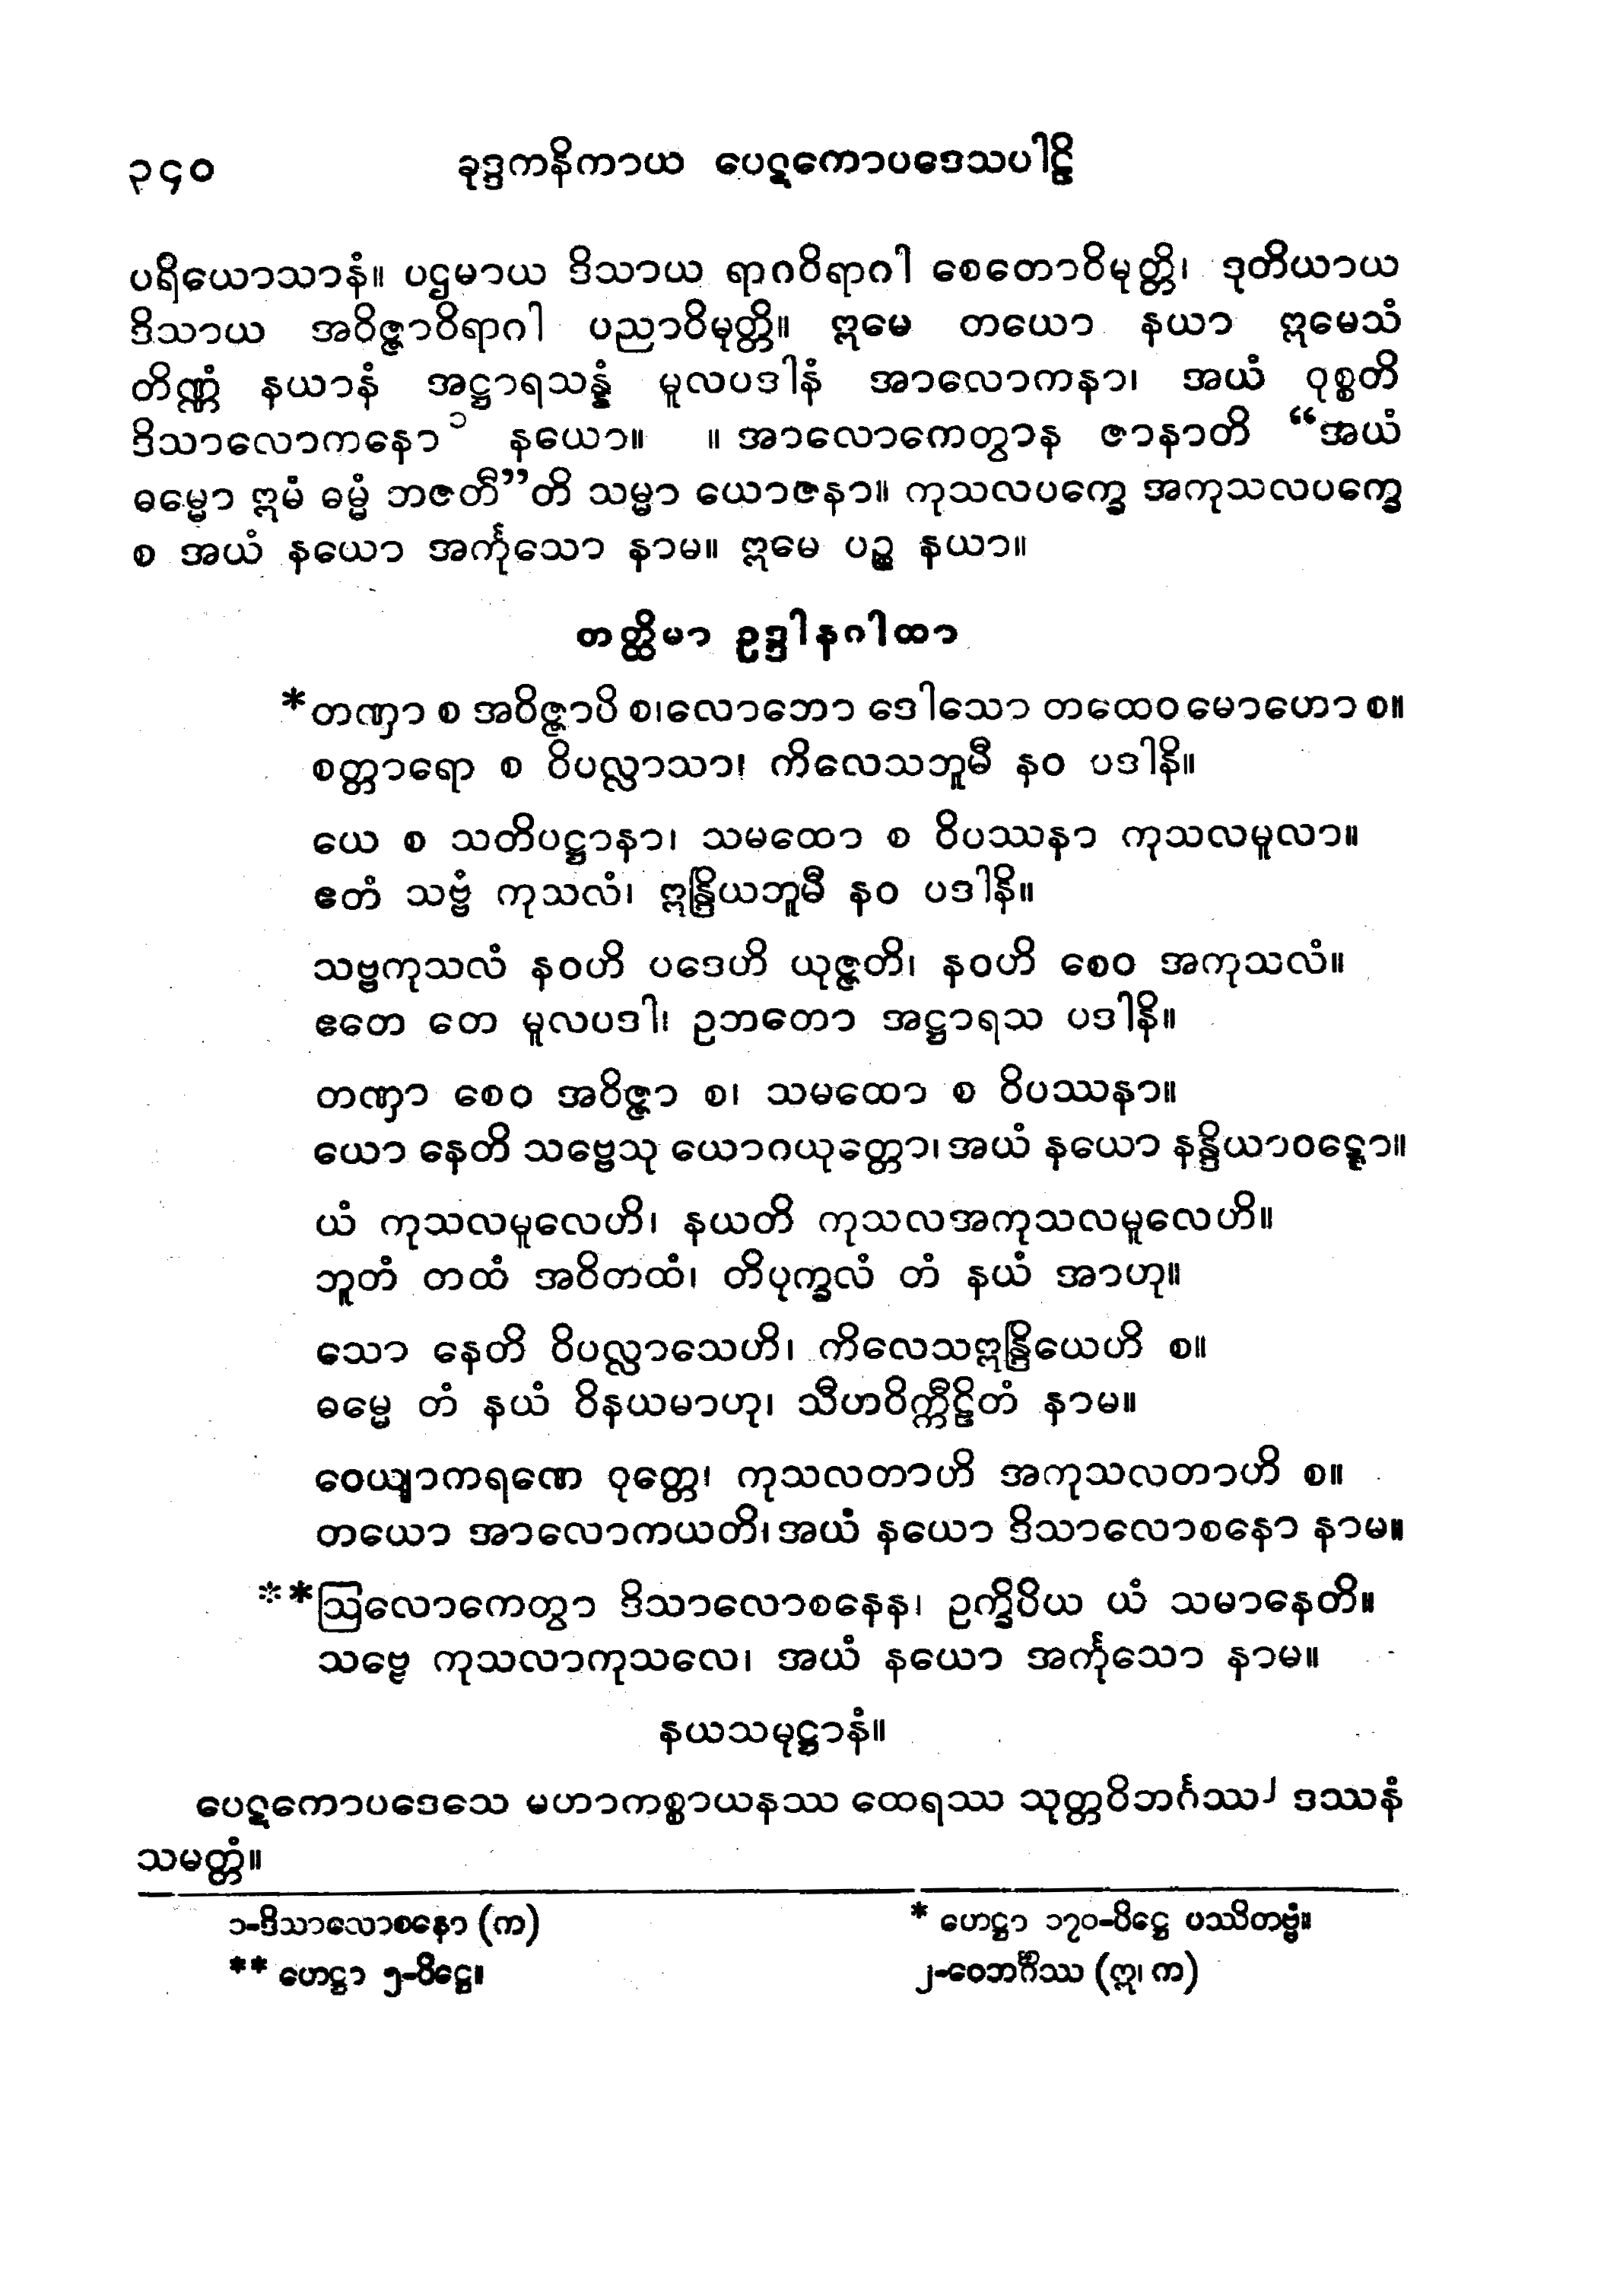 ၃၄၀ ခုဒ္ဒကနိကာယ ပေဋကောပဒေသပါဠိ
ပရိယောသာနံ။ ပဌမာယ ဒိသာယ ရာဂဝိရာဂါ စေတောဝိမုတ္တိ၊ ဒုတိယာယ
ဒိသာယ အဝိဇ္ဇာဝိရာဂါ ပညာဝိမုတ္တိ။ ဣမေ တယော နယာ ဣမေသံ
တိဏ္ဏံ နယာနံ အဋ္ဌာရသန္နံ မူလပဒါနံ အာလောကနာ၊ အယံ ဝုစ္စတိ
ဒိသာလောကနော ၁ နယော။ ။ အာလောကေတွာန ဇာနာတိ “အယံ
ဓမ္မော ဣမံ ဓမ္မံ ဘဇတီ”တိ သမ္မာ ယောဇနာ။ ကုသလပက္ခေ အကုသလပက္ခေ
စ အယံ နယော အင်္ကုသော နာမ။ ဣမေ ပဉ္စ နယာ။
တတ္ထိမာ ဥဒ္ဒါနဂါထာ
*တဏှာ စ အဝိဇ္ဇာပိ စ၊လောဘော ဒေါသော တထေဝ မောဟော စ။
စတ္တာရော စ ဝိပလ္လာသာ၊ ကိလေသဘူမီ နဝ ပဒါနိ။
ယေ စ သတိပဋ္ဌာနာ၊ သမထော စ ဝိပဿနာ ကုသလမူလာ။
ဧတံ သဗ္ဗံ ကုသလံ၊ ဣန္ဒြိယဘူမီ နဝ ပဒါနိ။
သဗ္ဗကုသလံ နဝဟိ ပဒေဟိ ယုဇ္ဇတိ၊ နဝဟိ စေဝ အကုသလံ။
ဧတေ တေ မူလပဒါ၊ ဥဘတော အဋ္ဌာရသ ပဒါနိ။
တဏှာ စေဝ အဝိဇ္ဇာ စ၊ သမထော စ ဝိပဿနာ။
ယော နေတိ သဗ္ဗေသု ယောဂယုတ္တော၊ အယံ နယော နန္ဒိယာဝဋ္ဋော။
ယံ ကုသလမူလေဟိ၊ နယတိ ကုသလအကုသလမူလေဟိ။
ဘူတံ တထံ အဝိတထံ၊ တိပုက္ခလံ တံ နယံ အာဟု။
သော နေတိ ဝိပလ္လာသေဟိ၊ ကိလေသဣန္ဒြိယေဟိ စ။
ဓမ္မေ တံ နယံ ဝိနယမာဟု၊ သီဟဝိက္ကီဠိတံ နာမ။
ဝေယျာကရဏေ ဝုတ္တေ၊ ကုသလတာဟိ အကုသလတာဟိ စ။
တယော အာလောကယတိ၊ အယံ နယော ဒိသာလောစနော နာမ။
**ဩလောကေတွာ ဒိသာလောစနေန၊ ဥက္ခိပိယ ယံ သမာနေတိ။
သဗ္ဗေ ကုသလာကုသလေ၊ အယံ နယော အင်္ကုသော နာမ။
နယသမုဋ္ဌာနံ။
ပေဋကောပဒေသေ မဟာကစ္စာယနဿ ထေရဿ သုတ္တဝိဘင်္ဂဿ၂ ဒဿနံ
သမတ္တံ။
၁-ဒိသာလောစနော (က) * ဟေဋ္ဌာ ၁၇၀-ပိဋ္ဌေ ပဿိတဗ္ဗံ။
** ဟေဋ္ဌာ ၅-ပိဋ္ဌေ။ ၂-ဝေဘင်္ဂိဿ (ဣ၊ က)